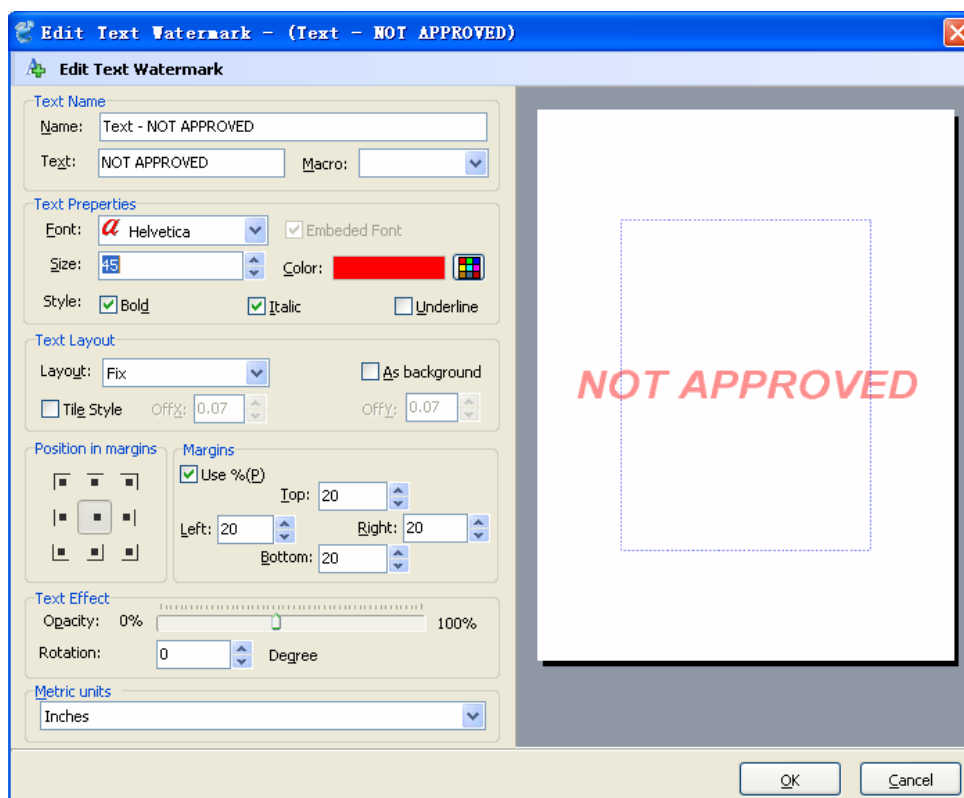 Edit Text Watermark - (Text - NOT APPROVED)
Edit Text Watermark
Text Name
Name: Text - NOT APPROVED
Text: NOT APPROVED Macro:
Text Preperties
Font: a Helvetica Embeded Font
Size: 45 Color:
Style: Bold Italic Underline
Text Layout
Layout: Fix As background
Tile Style OffX: 0.07 OffY: 0.07
Position in margins Margins
Use %(P)
Top: 20
Left: 20 Right: 20
Bottom: 20
Text Effect
Opacity: 0% 100%
Rotation: 0 Degree
Metric units
Inches
NOT APPROVED
OK Cancel